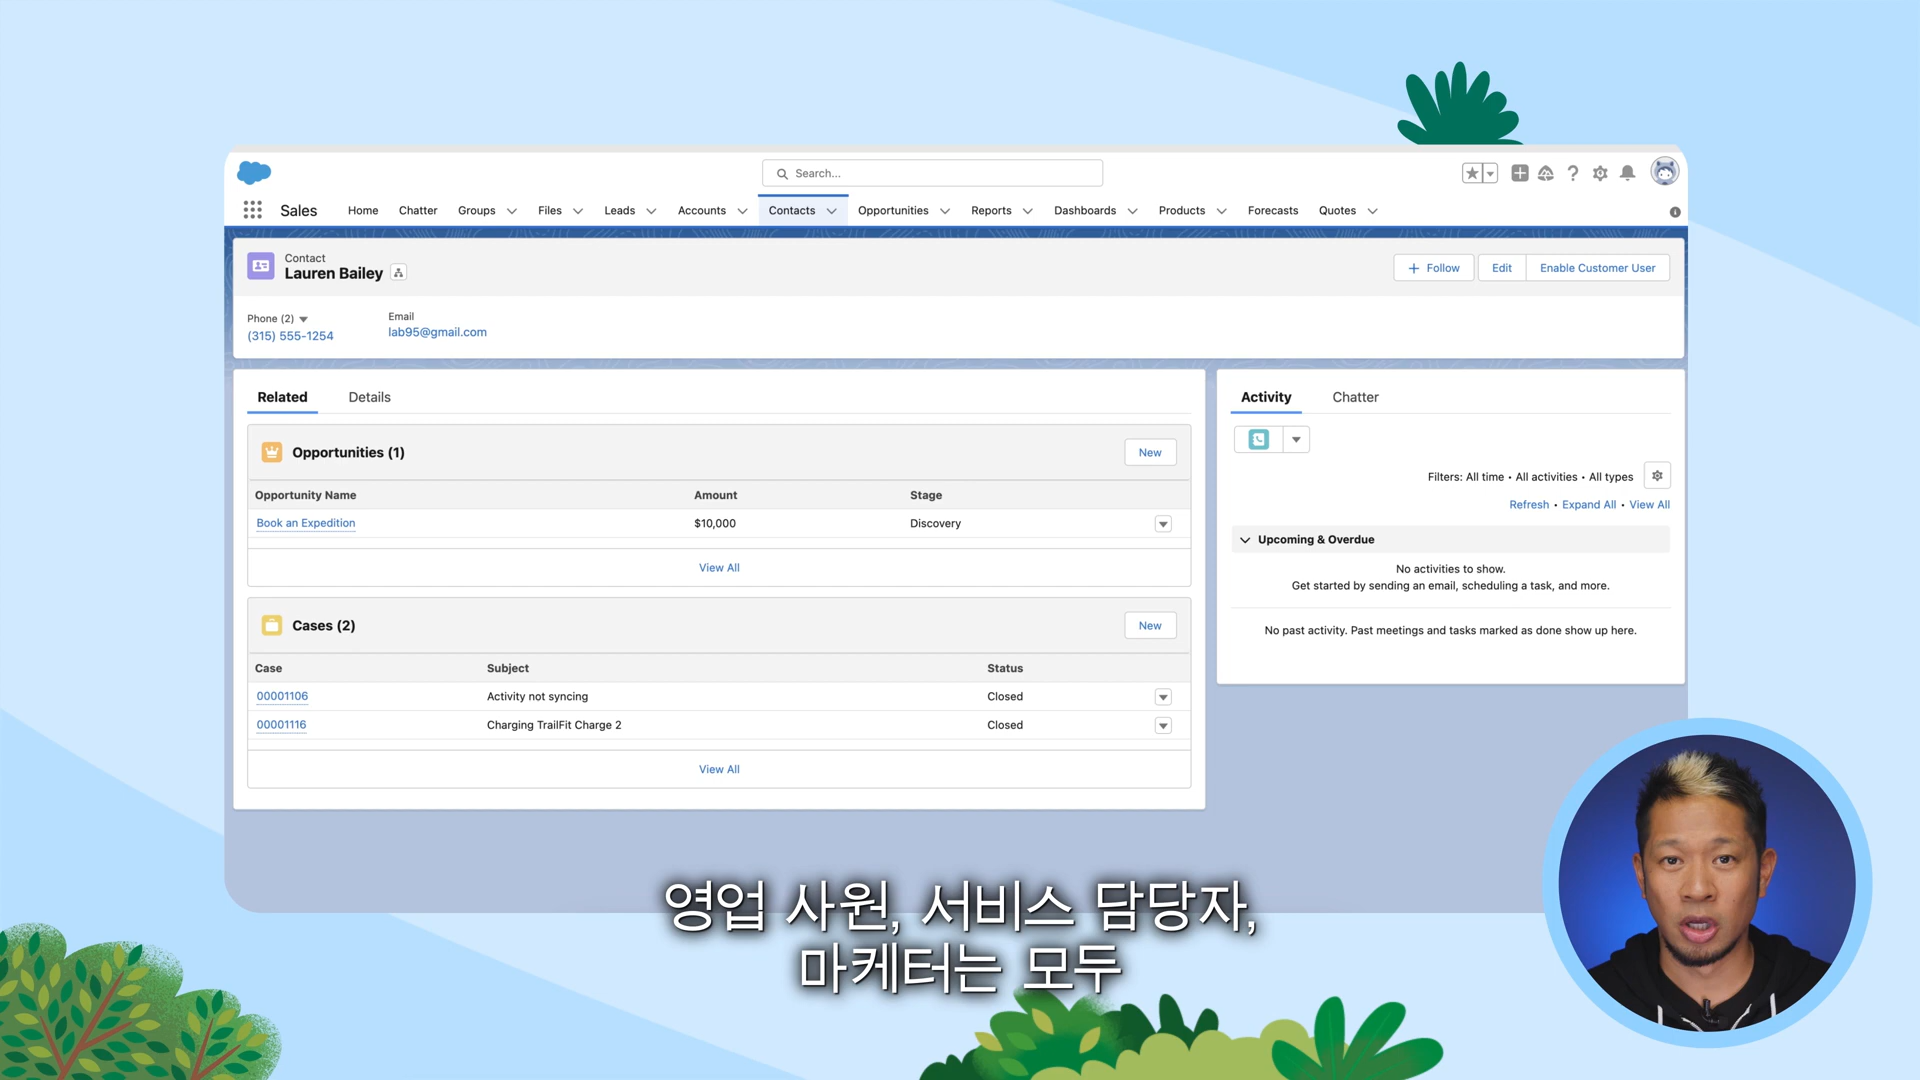 Search...
Sales Home Chatter Groups Files Leads Accounts Contacts Opportunities Reports Dashboards Products Forecasts Quotes
Contact
Lauren Bailey
+ Follow Edit Enable Customer User
Phone (2) Email
(315) 555-1254 lab95@gmail.com
Related Details
Opportunities (1) New
Opportunity Name Amount Stage
Book an Expedition $10,000 Discovery
View All
Cases (2) New
Case Subject Status
00001106 Activity not syncing Closed
00001116 Charging TrailFit Charge 2 Closed
View All
Activity Chatter
Filters: All time • All activities • All types
Refresh • Expand All • View All
Upcoming & Overdue
No activities to show.
Get started by sending an email, scheduling a task, and more.
No past activity. Past meetings and tasks marked as done show up here.
영업 사원, 서비스 담당자,
마케터는 모두